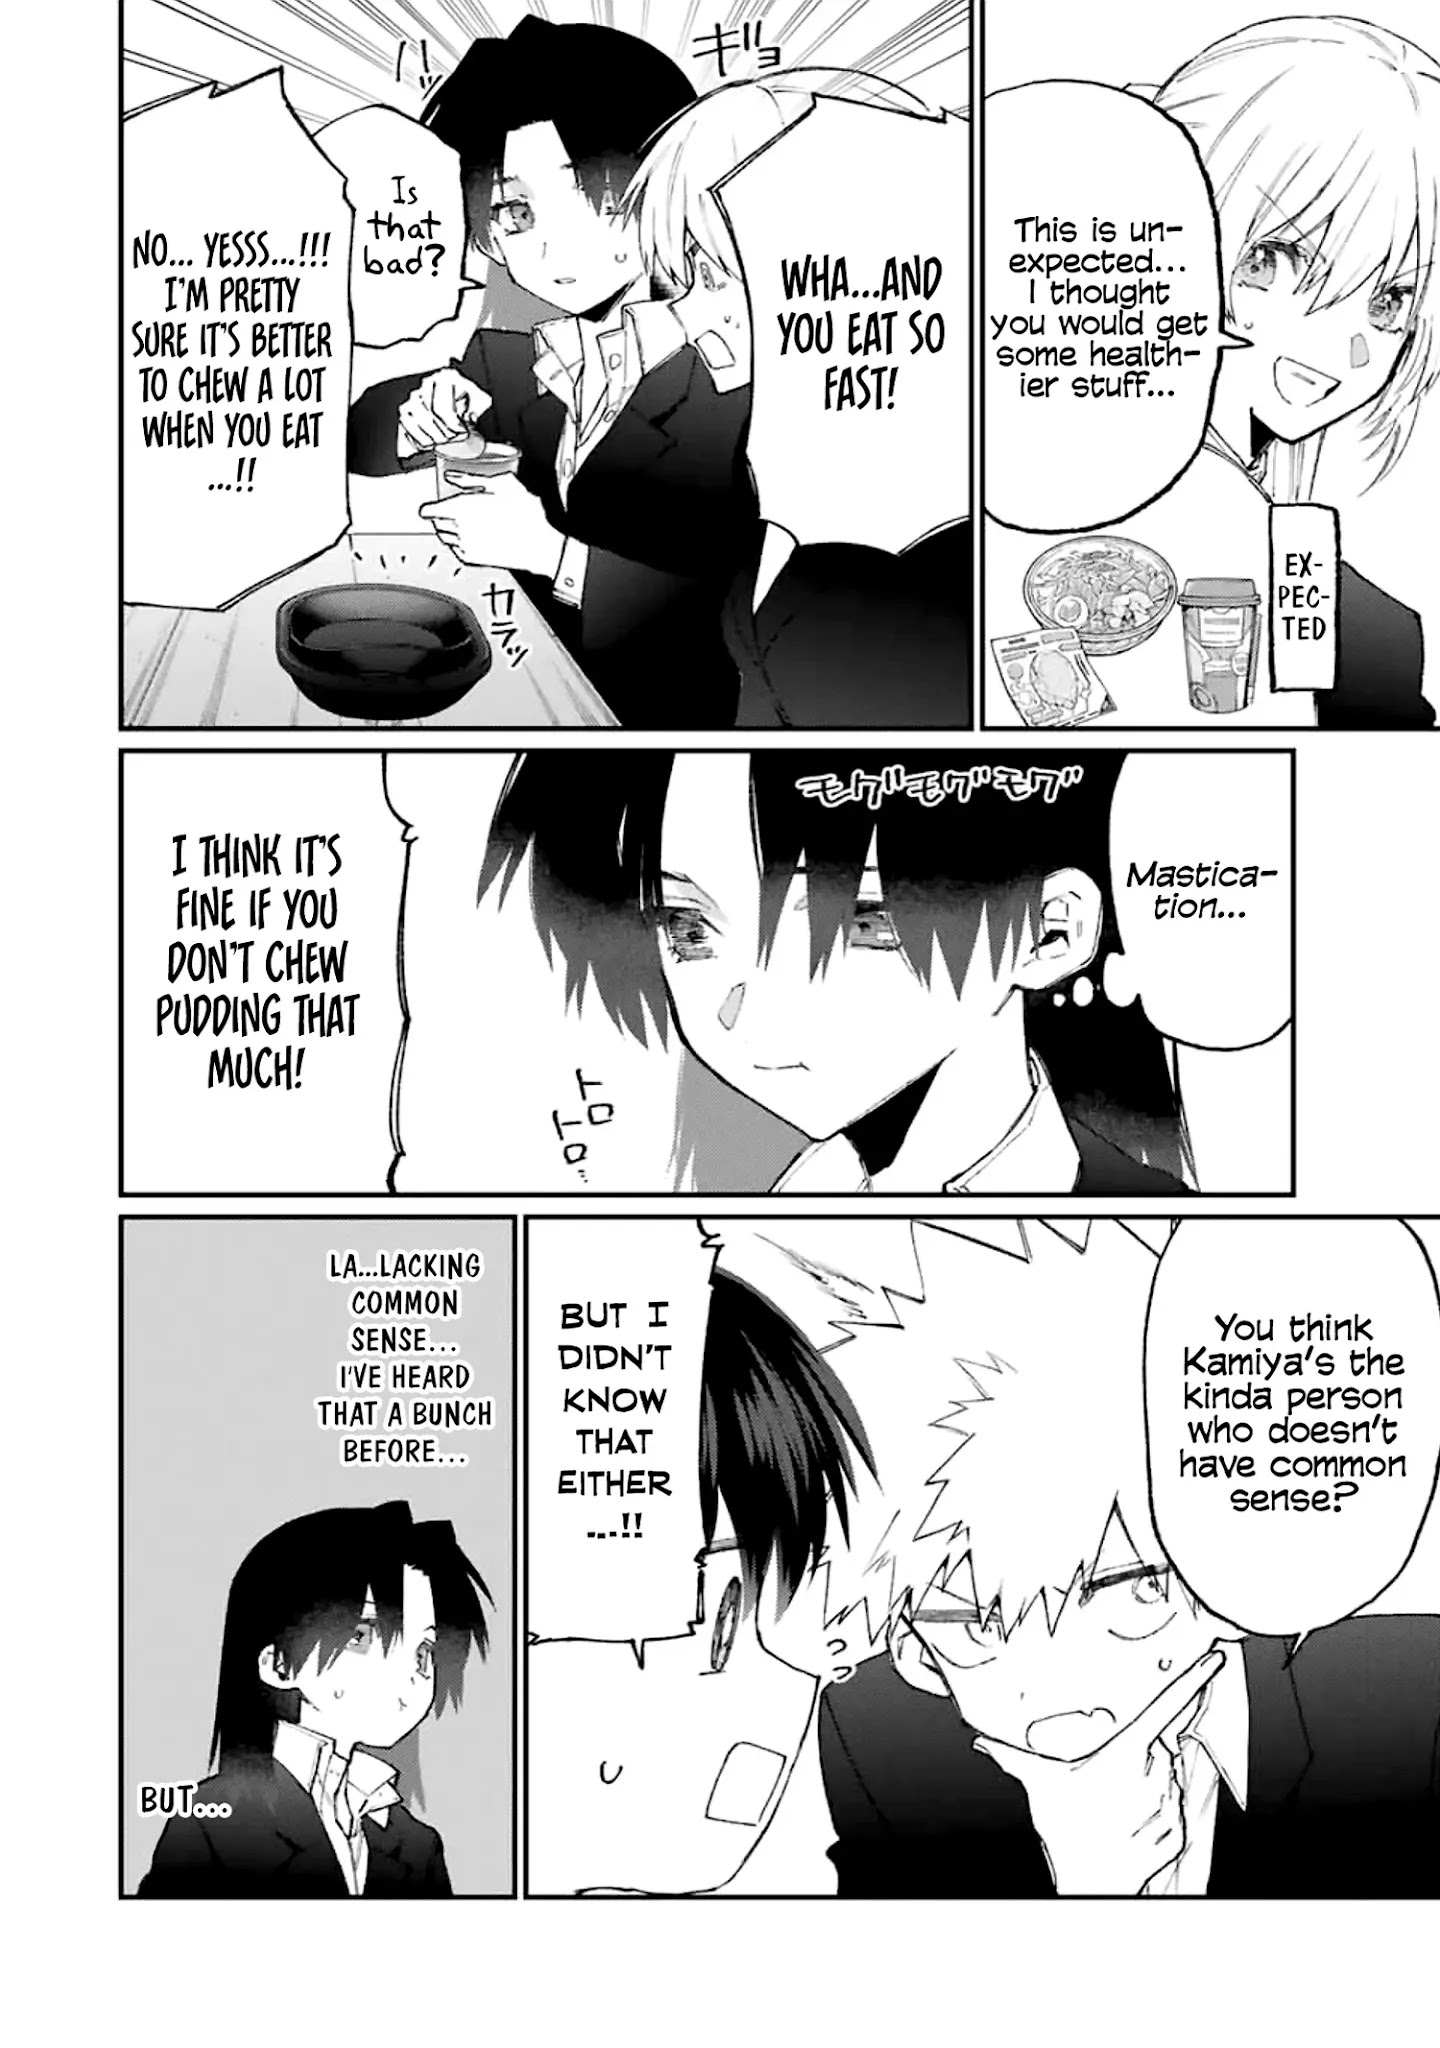 This is un-
expected...
I thought
you would get
some health-
ier stuff...
EX-
PEC-
TED
ギョ
WHA...AND
YOU EAT SO
FAST!
バッ
Is
that
bad?
NO... YESSS...!!!
I'M PRETTY
SURE IT'S BETTER
TO CHEW A LOT
WHEN YOU EAT
...!!
カラッ
モグモグモグ
Mastica-
tion...
I THINK IT'S
FINE IF YOU
DON'T CHEW
PUDDING THAT
MUCH!
You think
Kamiya's the
kinda person
who doesn't
have common
sense?
BUT I
DIDN'T
KNOW
THAT
EITHER
...!!
LA...LACKING
COMMON
SENSE...
I'VE HEARD
THAT A BUNCH
BEFORE...
BUT...